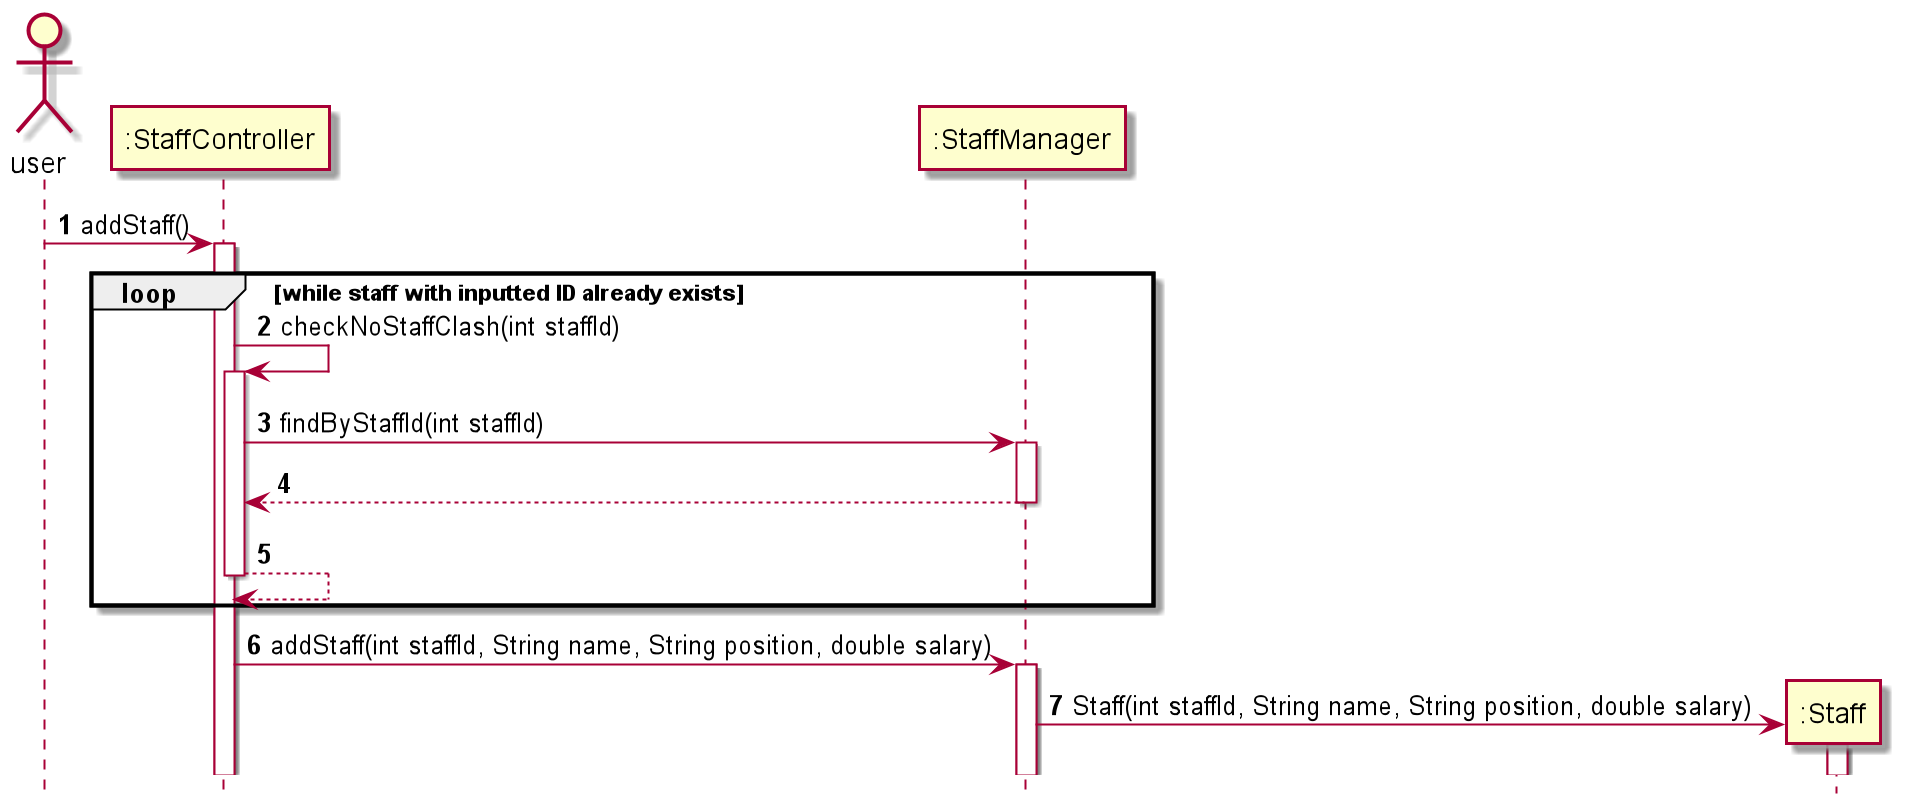 user
:StaffController
:StaffManager
1 addStaff()
loop [while staff with inputted ID already exists]
2 checkNoStaffClash(int staffId)
3 findByStaffId(int staffId)
4
5
6 addStaff(int staffId, String name, String position, double salary)
7 Staff(int staffId, String name, String position, double salary)
:Staff